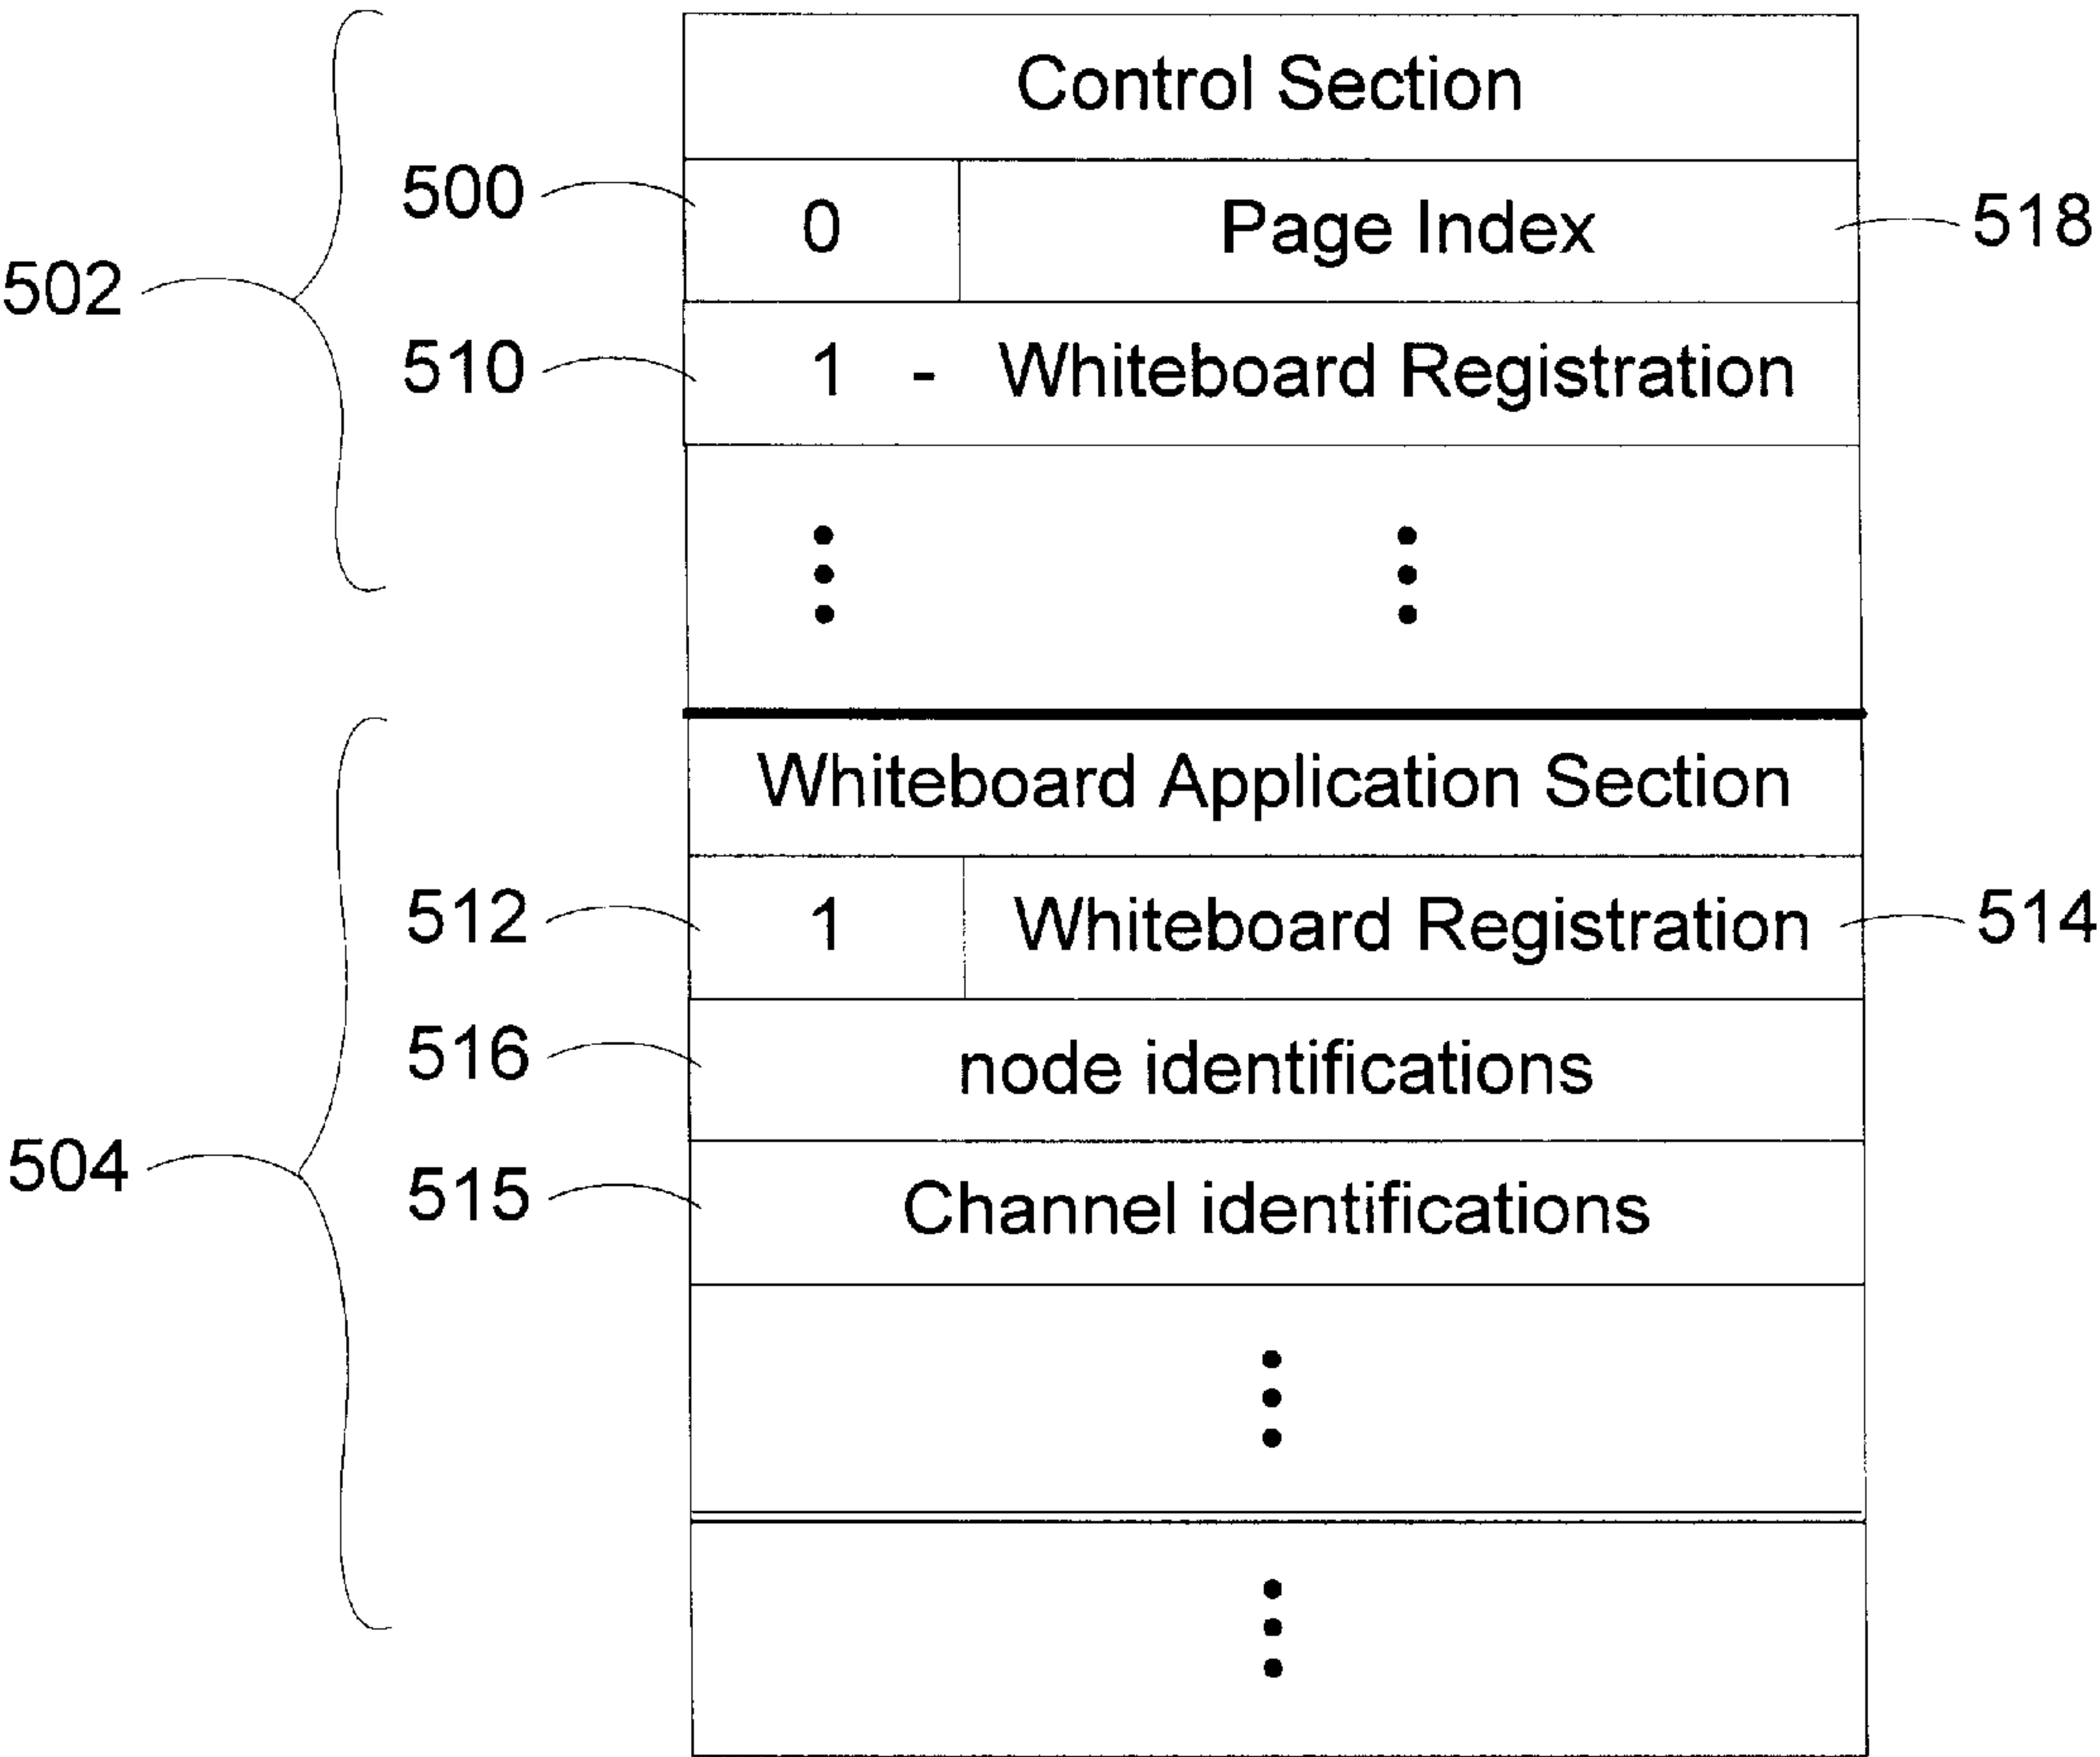 Control Section
500 0 Page Index 518
502
510 1 - Whiteboard Registration
Whiteboard Application Section
512 1 Whiteboard Registration 514
516 node identifications
504
515 Channel identifications